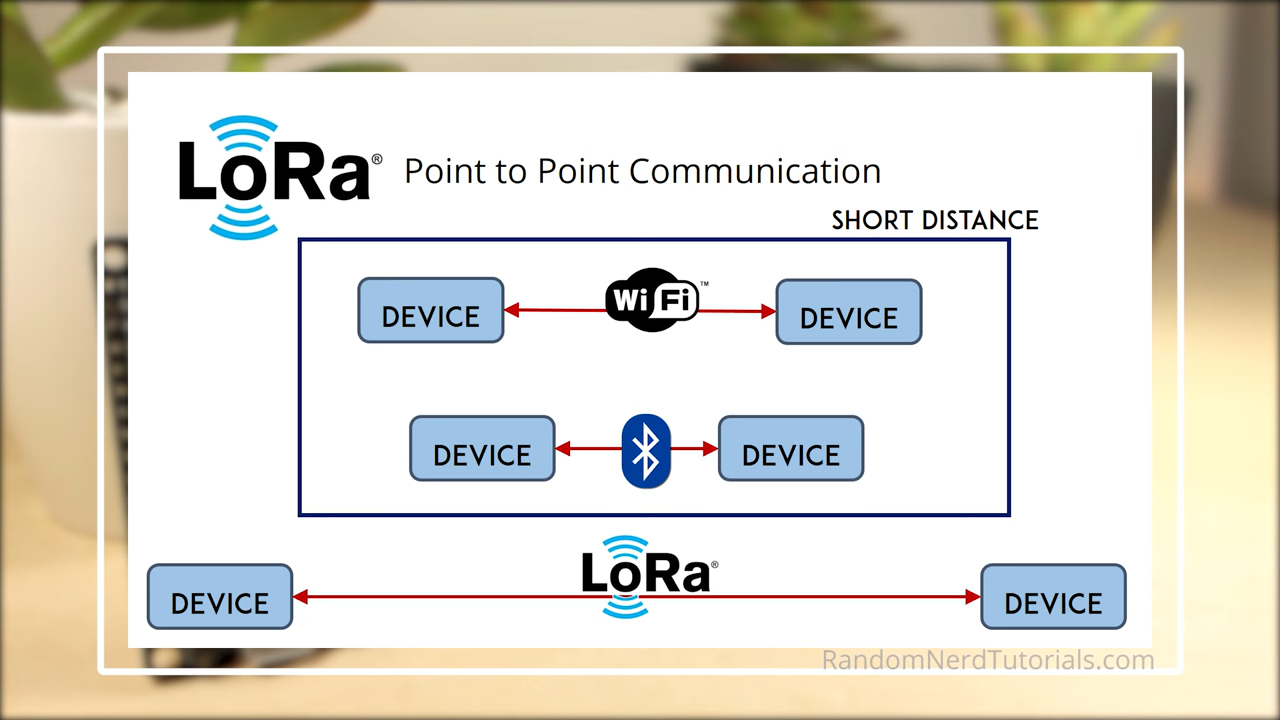 LoRa® Point to Point Communication
SHORT DISTANCE
DEVICE WiFi™ DEVICE
DEVICE DEVICE
LoRa®
DEVICE DEVICE
RandomNerdTutorials.com